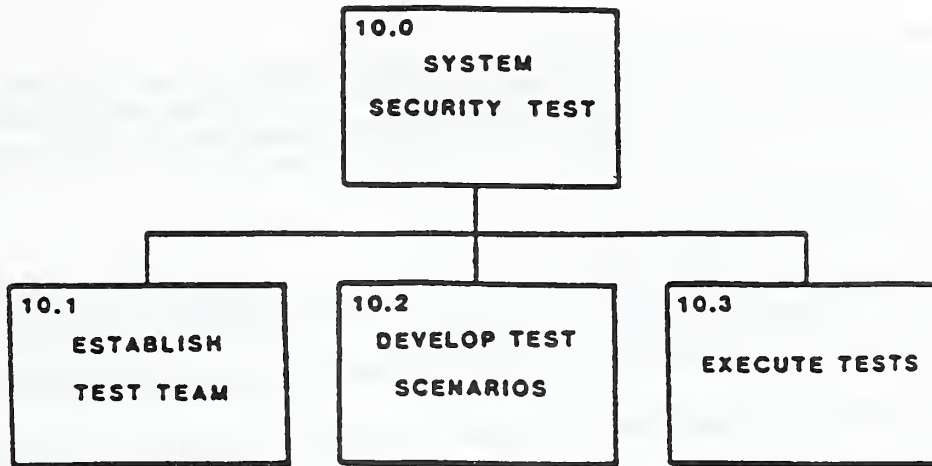 10.0
SYSTEM
SECURITY TEST
10.1
ESTABLISH
TEST TEAM
10.2
DEVELOP TEST
SCENARIOS
10.3
EXECUTE TESTS